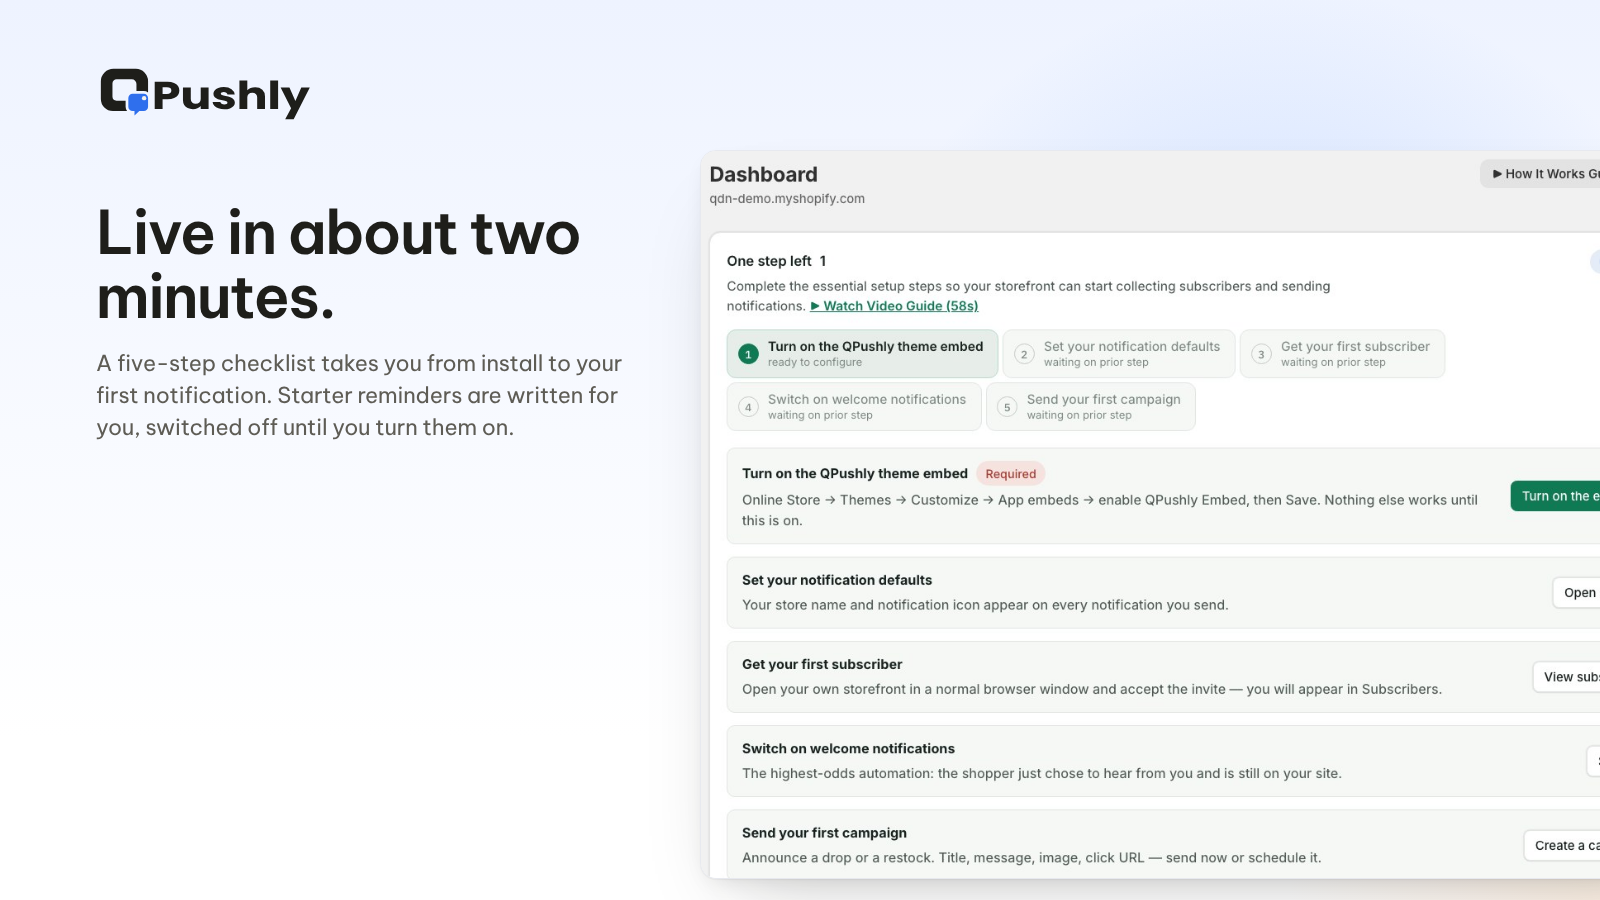 QPushly
Live in about two
minutes.
A five-step checklist takes you from install to your
first notification. Starter reminders are written for
you, switched off until you turn them on.
Dashboard
qdn-demo.myshopify.com
▶ How It Works
One step left 1
Complete the essential setup steps so your storefront can start collecting subscribers and sending
notifications. ▶ Watch Video Guide (58s)
1 Turn on the QPushly theme embed
ready to configure
2 Set your notification defaults
waiting on prior step
3 Get your first subscriber
waiting on prior step
4 Switch on welcome notifications
waiting on prior step
5 Send your first campaign
waiting on prior step
Turn on the QPushly theme embed Required
Online Store → Themes → Customize → App embeds → enable QPushly Embed, then Save. Nothing else works until
this is on.
Turn on the
Set your notification defaults
Your store name and notification icon appear on every notification you send.
Open
Get your first subscriber
Open your own storefront in a normal browser window and accept the invite — you will appear in Subscribers.
View
Switch on welcome notifications
The highest-odds automation: the shopper just chose to hear from you and is still on your site.
Send your first campaign
Announce a drop or a restock. Title, message, image, click URL — send now or schedule it.
Create a